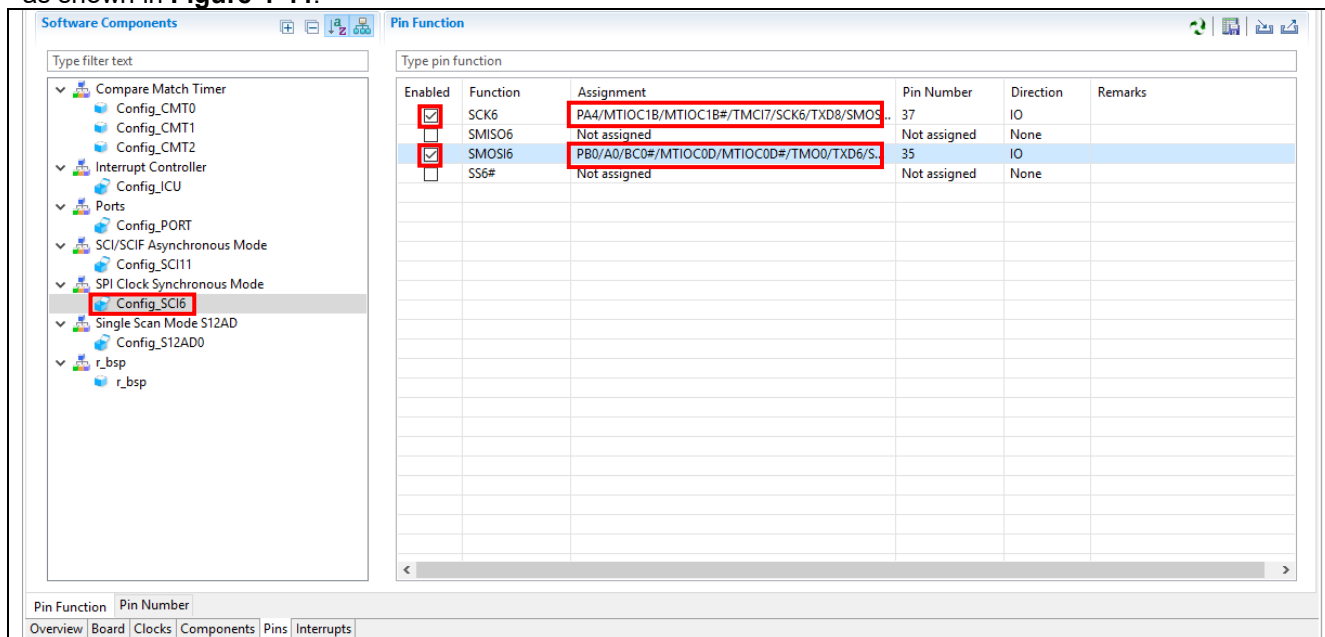 as shown in Figure 4-44.
Software Components
Pin Function
Type filter text
Type pin function
Compare Match Timer
Config_CMT0
Config_CMT1
Config_CMT2
Interrupt Controller
Config_ICU
Ports
Config_PORT
SCI/SCIF Asynchronous Mode
Config_SCI11
SPI Clock Synchronous Mode
Config_SCI6
Single Scan Mode S12AD
Config_S12AD0
r_bsp
r_bsp
Enabled Function Assignment Pin Number Direction Remarks
SCK6 PA4/MTIOC1B/MTIOC1B#/TMCI7/SCK6/TXD8/SMOS... 37 IO
SMISO6 Not assigned Not assigned None
SMOSI6 PB0/A0/BC0#/MTIOC0D/MTIOC0D#/TMO0/TXD6/S... 35 IO
SS6# Not assigned Not assigned None
Pin Function Pin Number
Overview Board Clocks Components Pins Interrupts